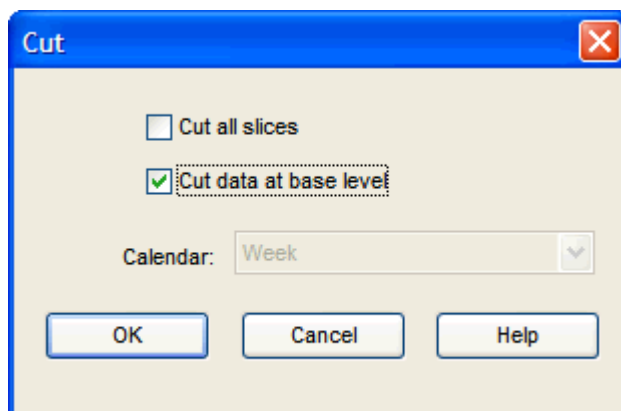 Cut
Cut all slices
Cut data at base level
Calendar: Week
OK Cancel Help